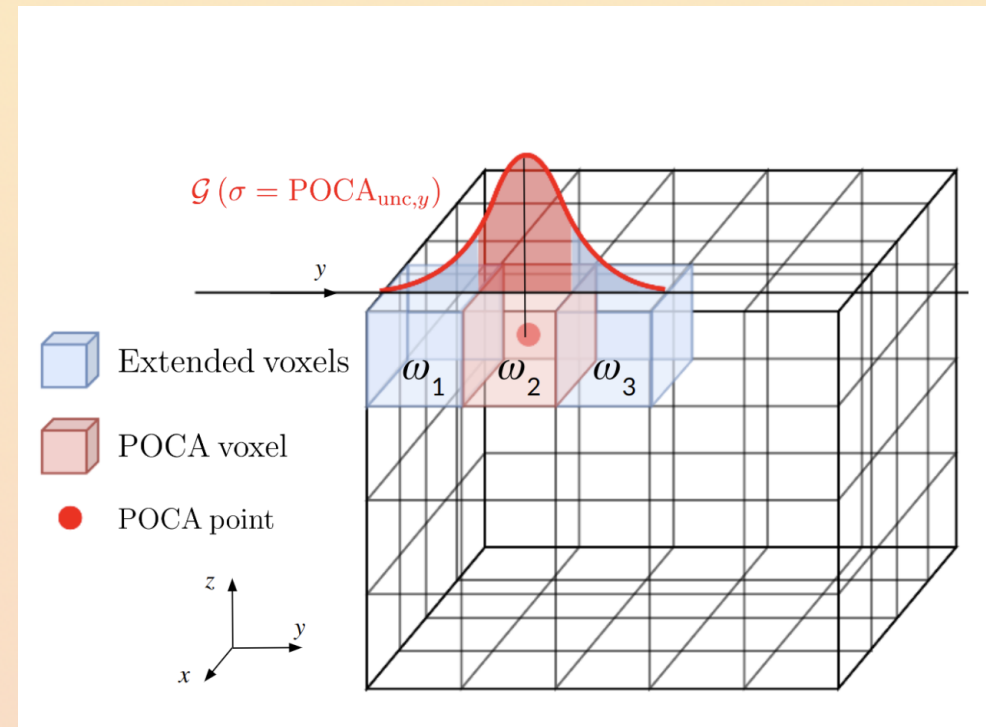 𝒢 (σ = POCA_unc,y)
y
Extended voxels
ω₁ ω₂ ω₃
POCA voxel
POCA point
z
y
x